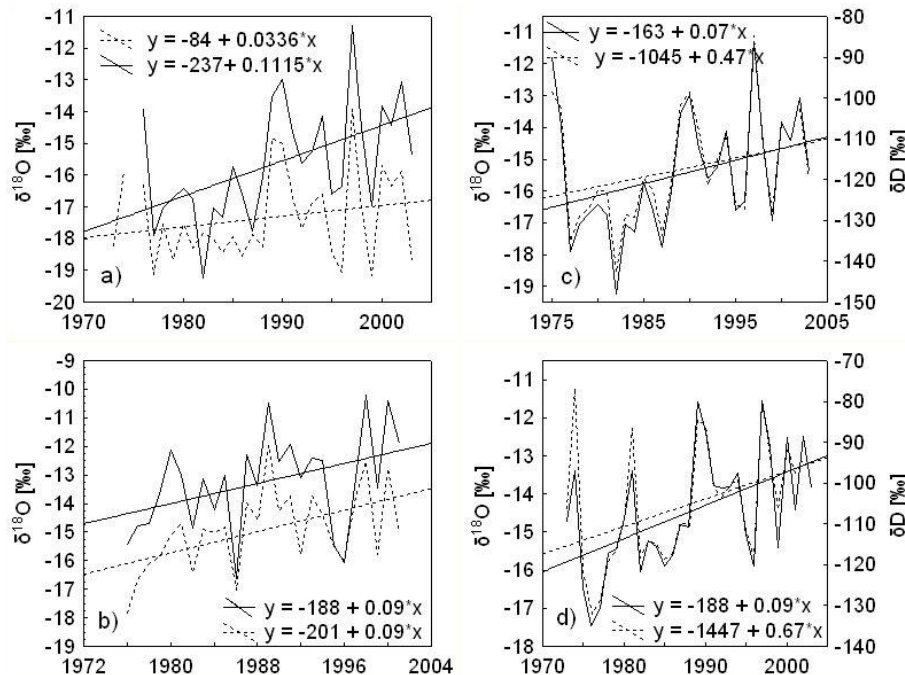 -11
-12
-13
-14
-15
-16
-17
-18
-19
-20
δ¹⁸O [‰]
y = -84 + 0.0336*x
y = -237+ 0.1115*x
a)
1970 1980 1990 2000
-11
-12
-13
-14
-15
-16
-17
-18
-19
δ¹⁸O [‰]
y = -163 + 0.07*x
y = -1045 + 0.47*x
c)
1975 1985 1995 2005
-80
-90
-100
-110
-120
-130
-140
-150
δD [‰]
-9
-10
-11
-12
-13
-14
-15
-16
-17
-18
-19
δ¹⁸O [‰]
b)
y = -188 + 0.09*x
y = -201 + 0.09*x
1972 1980 1988 1996 2004
-11
-12
-13
-14
-15
-16
-17
-18
δ¹⁸O [‰]
d)
y = -188 + 0.09*x
y = -1447 + 0.67*x
1970 1980 1990 2000
-70
-80
-90
-100
-110
-120
-130
-140
δD [‰]